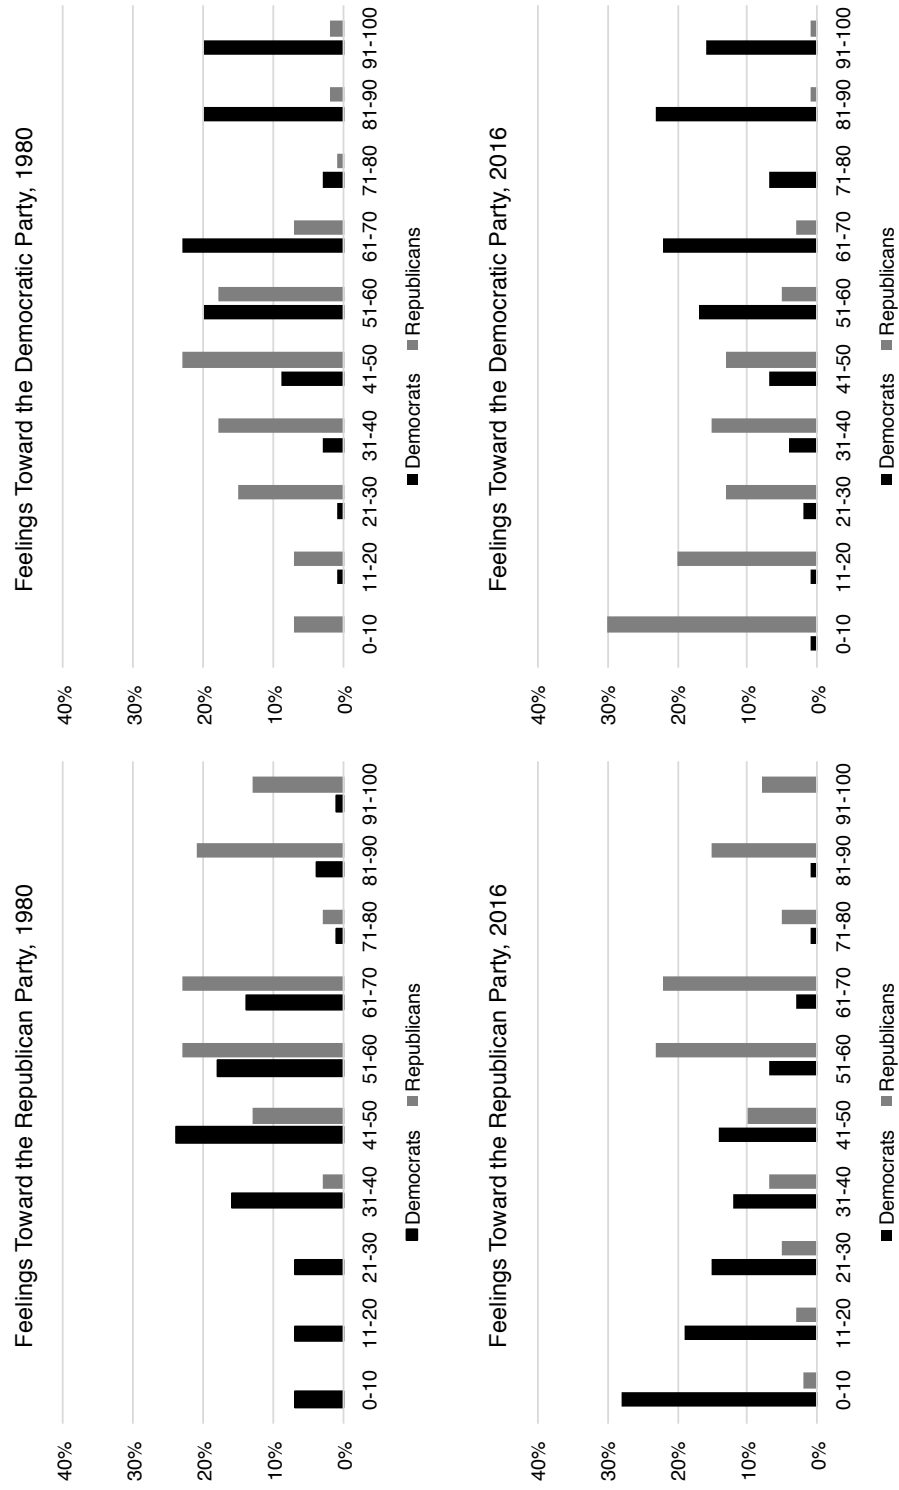 Feelings Toward the Republican Party, 1980
40%
30%
20%
10%
0%
0-10 11-20 21-30 31-40 41-50 51-60 61-70 71-80 81-90 91-100
Democrats Republicans
Feelings Toward the Democratic Party, 1980
40%
30%
20%
10%
0%
0-10 11-20 21-30 31-40 41-50 51-60 61-70 71-80 81-90 91-100
Democrats Republicans
Feelings Toward the Republican Party, 2016
40%
30%
20%
10%
0%
0-10 11-20 21-30 31-40 41-50 51-60 61-70 71-80 81-90 91-100
Democrats Republicans
Feelings Toward the Democratic Party, 2016
40%
30%
20%
10%
0%
0-10 11-20 21-30 31-40 41-50 51-60 61-70 71-80 81-90 91-100
Democrats Republicans